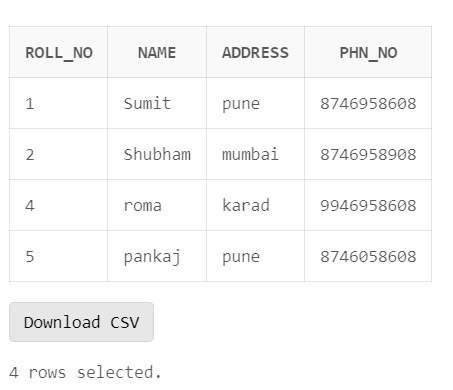 ROLL_NO NAME ADDRESS PHN_NO
1 Sumit pune 8746958608
2 Shubham mumbai 8746958908
4 roma karad 9946958608
5 pankaj pune 8746058608
Download CSV
4 rows selected.